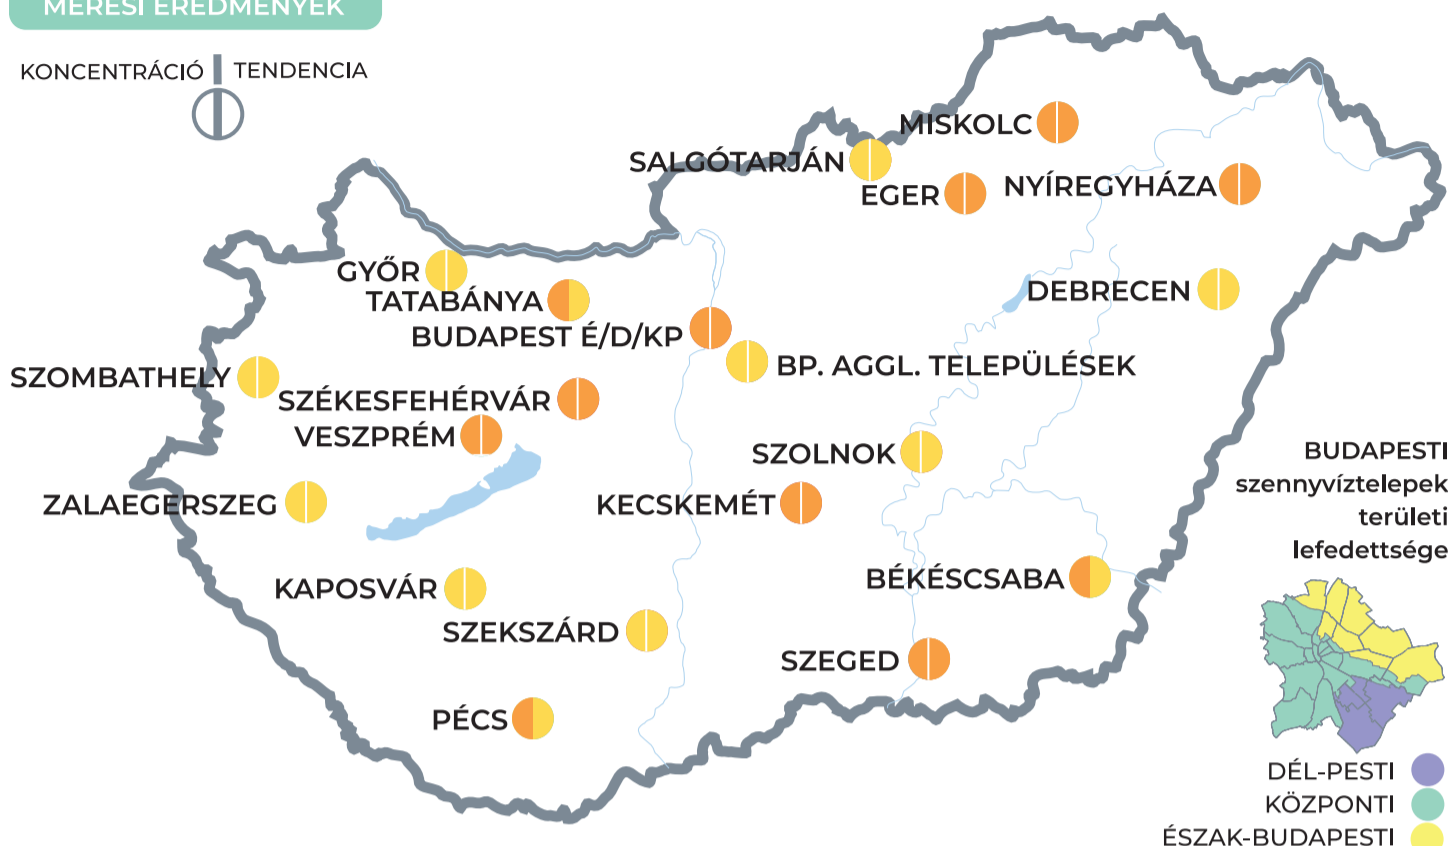 MÉRÉSI EREDMÉNYEK
KONCENTRÁCIÓ TENDENCIA
MISKOLC
SALGÓTARJÁN
EGER
NYÍREGYHÁZA
GYŐR
TATABÁNYA
DEBRECEN
BUDAPEST É/D/KP
BP. AGGL. TELEPÜLÉSEK
SZOMBATHELY
SZÉKESFEHÉRVÁR
VESZPRÉM
SZOLNOK
ZALAEGERSZEG
KECSKEMÉT
BÉKÉSCSABA
KAPOSVÁR
SZEKSZÁRD
SZEGED
PÉCS
BUDAPESTI
szennyvíztelepek
területi
lefedettsége
DÉL-PESTI
KÖZPONTI
ÉSZAK-BUDAPESTI